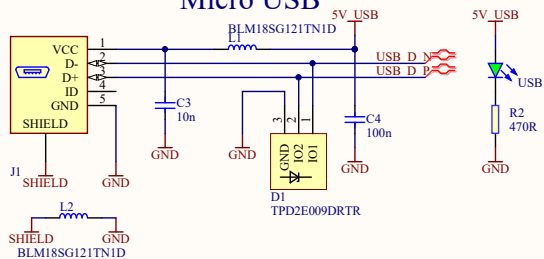 Micro USB
5V_USB
5V_USB
L1
BLM18SG121TN1D
VCC
1
D-
2
USB_D_N
D+
3
USB_D_P
ID
4
GND
5
SHIELD
C3
10n
C4
100n
USB
R2
470R
3
2
1
GND
IO2
IO1
GND
GND
GND
GND
J1
SHIELD
GND
D1
TPD2E009DRTR
L2
SHIELD
GND
BLM18SG121TN1D